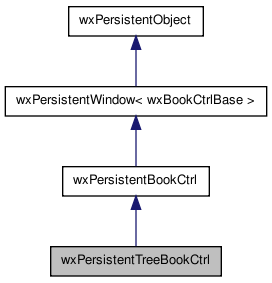 wxPersistentObject
wxPersistentWindow< wxBookCtrlBase >
wxPersistentBookCtrl
wxPersistentTreeBookCtrl